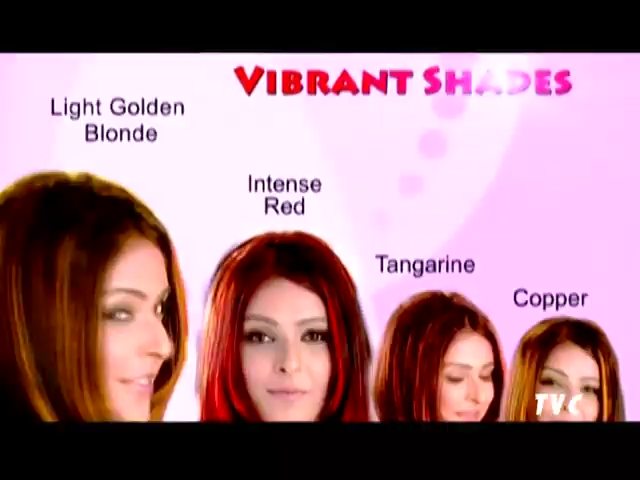 VIBRANT SHADES
Light Golden
Blonde
Intense
Red
Tangarine
Copper
TVC